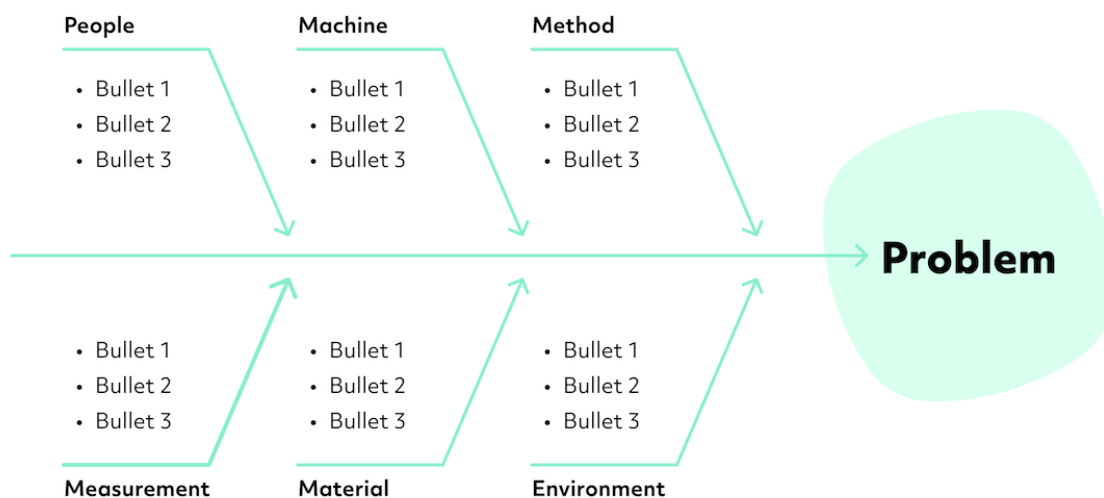 People
• Bullet 1
• Bullet 2
• Bullet 3
Machine
• Bullet 1
• Bullet 2
• Bullet 3
Method
• Bullet 1
• Bullet 2
• Bullet 3
Problem
• Bullet 1
• Bullet 2
• Bullet 3
Measurement
• Bullet 1
• Bullet 2
• Bullet 3
Material
• Bullet 1
• Bullet 2
• Bullet 3
Environment